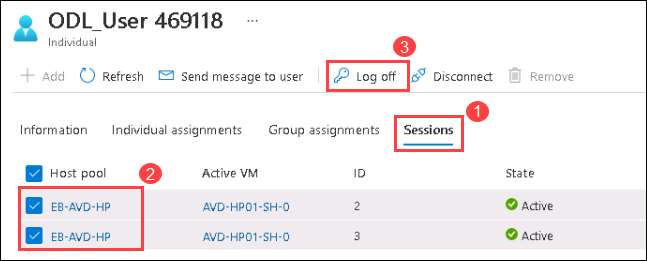 ODL_User 469118
Individual
3
Add Refresh Send message to user Log off Disconnect Remove
1
Information Individual assignments Group assignments Sessions
Host pool 2 Active VM ID State
EB-AVD-HP AVD-HP01-SH-0 2 Active
EB-AVD-HP AVD-HP01-SH-0 3 Active